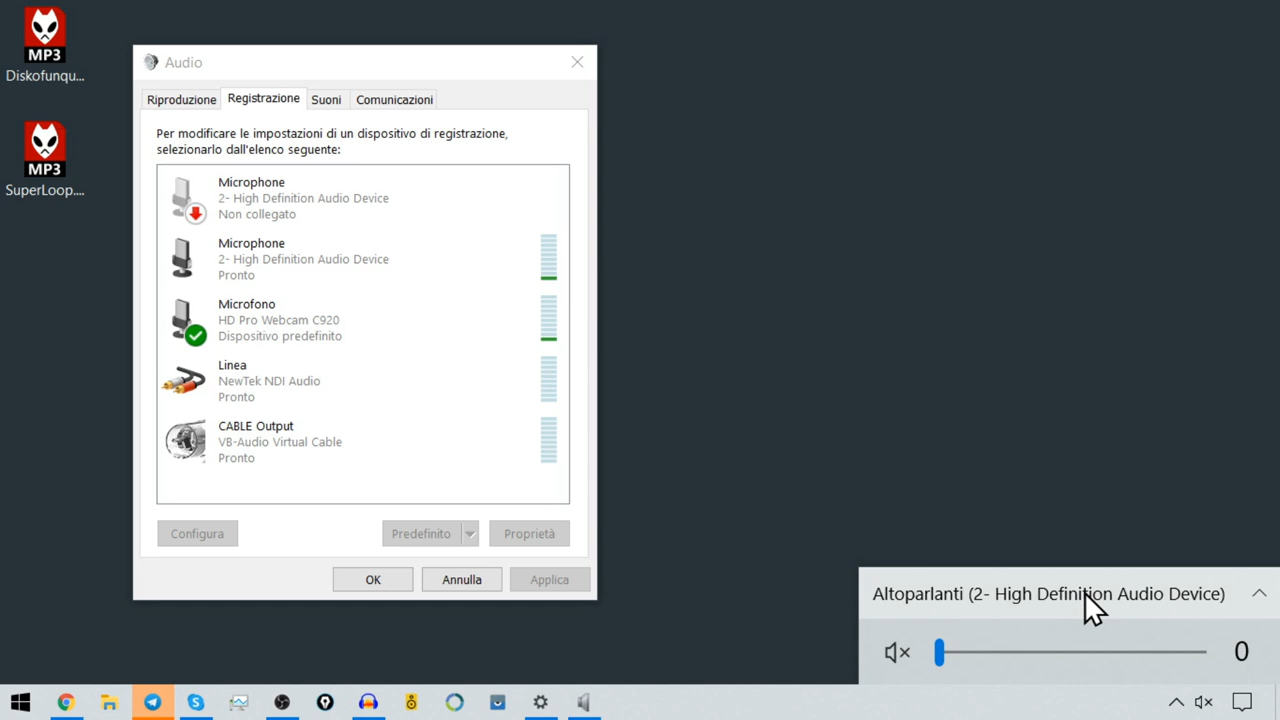 MP3
Diskofunqu...
MP3
SuperLoop....
Audio
Riproduzione
Registrazione
Suoni
Comunicazioni
Per modificare le impostazioni di un dispositivo di registrazione,
selezionarlo dall'elenco seguente:
Microphone
2- High Definition Audio Device
Non collegato
Microphone
2- High Definition Audio Device
Pronto
Microfono
HD Pro Webcam C920
Dispositivo predefinito
Linea
NewTek NDI Audio
Pronto
CABLE Output
VB-Audio Virtual Cable
Pronto
Configura
Predefinito
Proprietà
OK
Annulla
Applica
Altoparlanti (2- High Definition Audio Device)
0